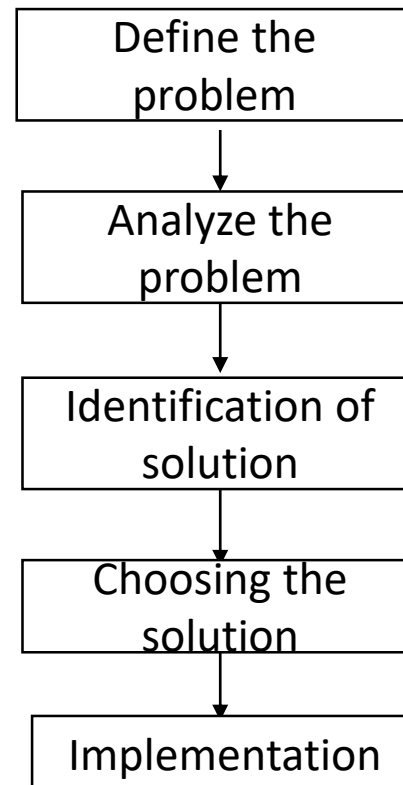 Define the
problem
Analyze the
problem
Identification of
solution
Choosing the
solution
Implementation